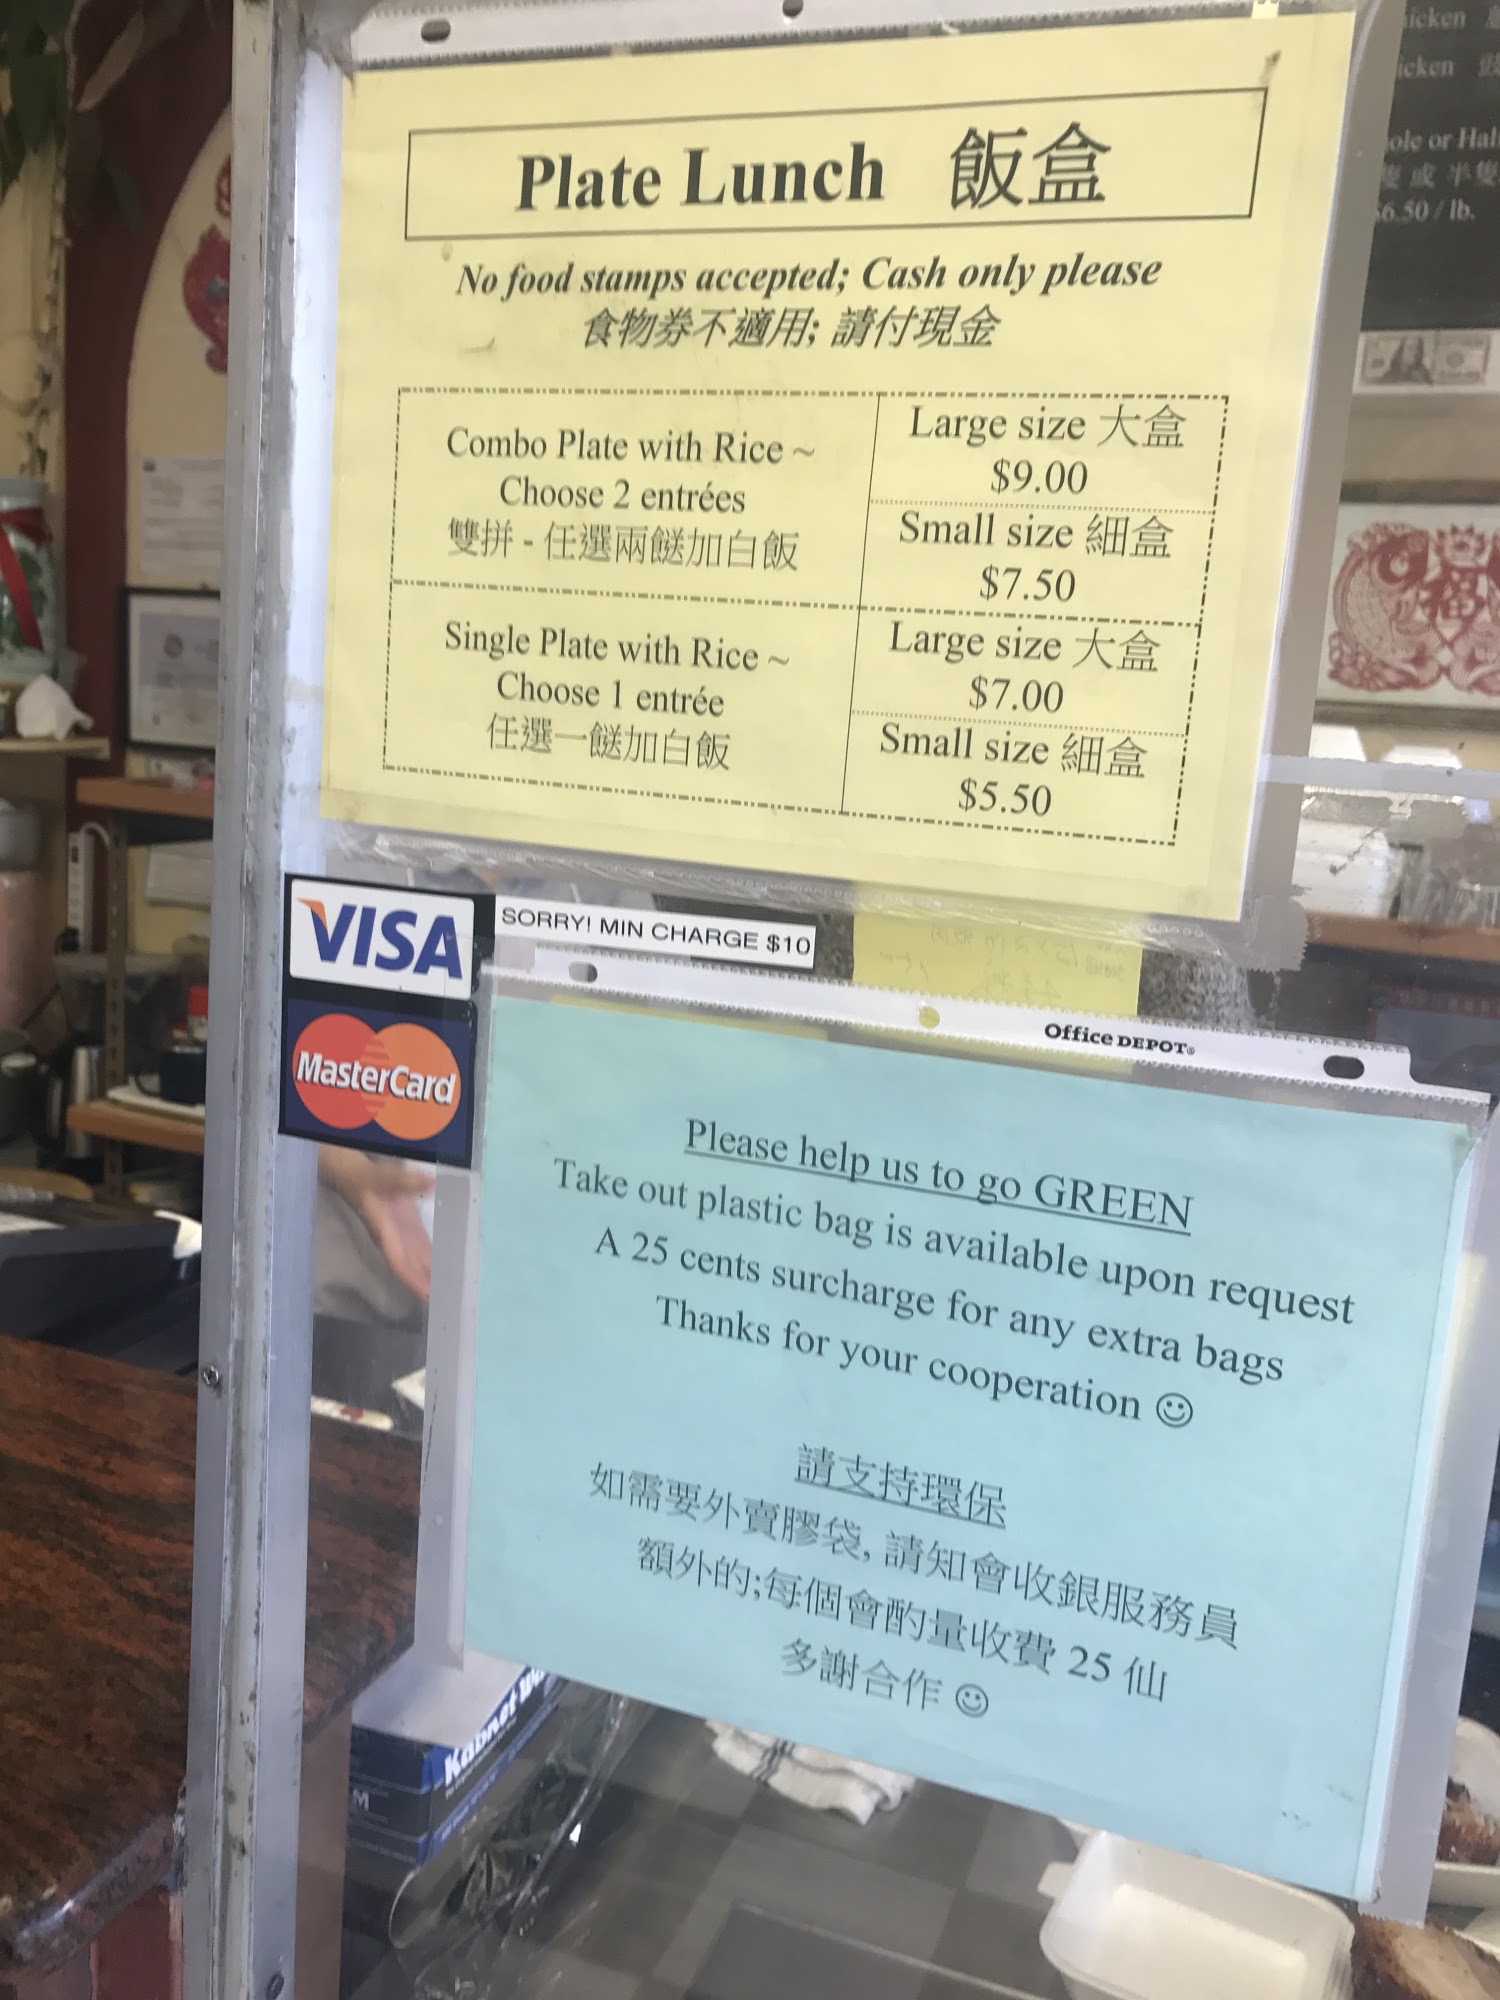 Plate Lunch 飯盒
No food stamps accepted; Cash only please
食物券不適用; 請付現金
Combo Plate with Rice ~
Choose 2 entrées
雙拼 - 任選兩餸加白飯
Large size 大盒
$9.00
Small size 細盒
$7.50
Single Plate with Rice ~
Choose 1 entrée
任選一餸加白飯
Large size 大盒
$7.00
Small size 細盒
$5.50
VISA
SORRY! MIN CHARGE $10
MasterCard
Office DEPOT®
Please help us to go GREEN
Take out plastic bag is available upon request
A 25 cents surcharge for any extra bags
Thanks for your cooperation ☺
請支持環保
如需要外賣膠袋, 請知會收銀服務員
額外的;每個會酌量收費 25 仙
多謝合作 ☺
或 半隻
6.50 / lb.
福